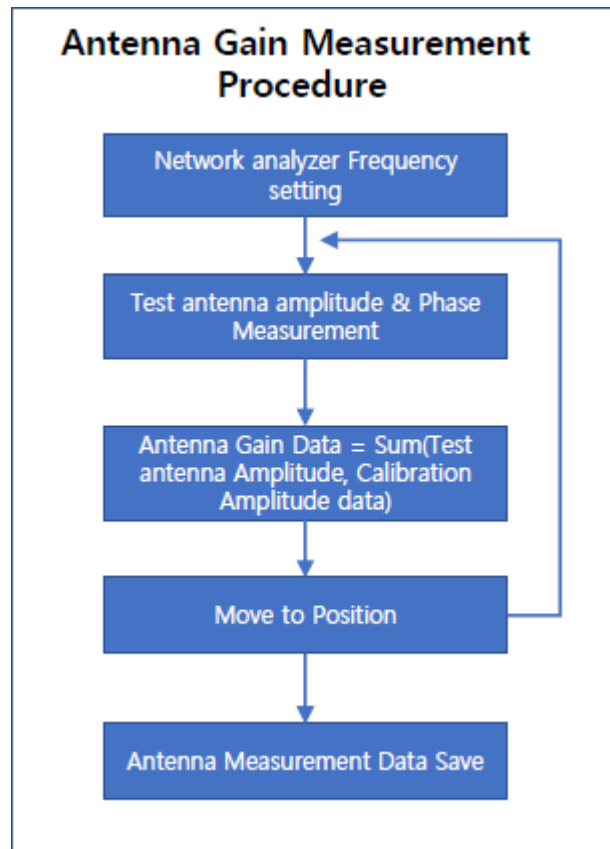 Antenna Gain Measurement
Procedure
Network analyzer Frequency
setting
Test antenna amplitude & Phase
Measurement
Antenna Gain Data = Sum(Test
antenna Amplitude, Calibration
Amplitude data)
Move to Position
Antenna Measurement Data Save